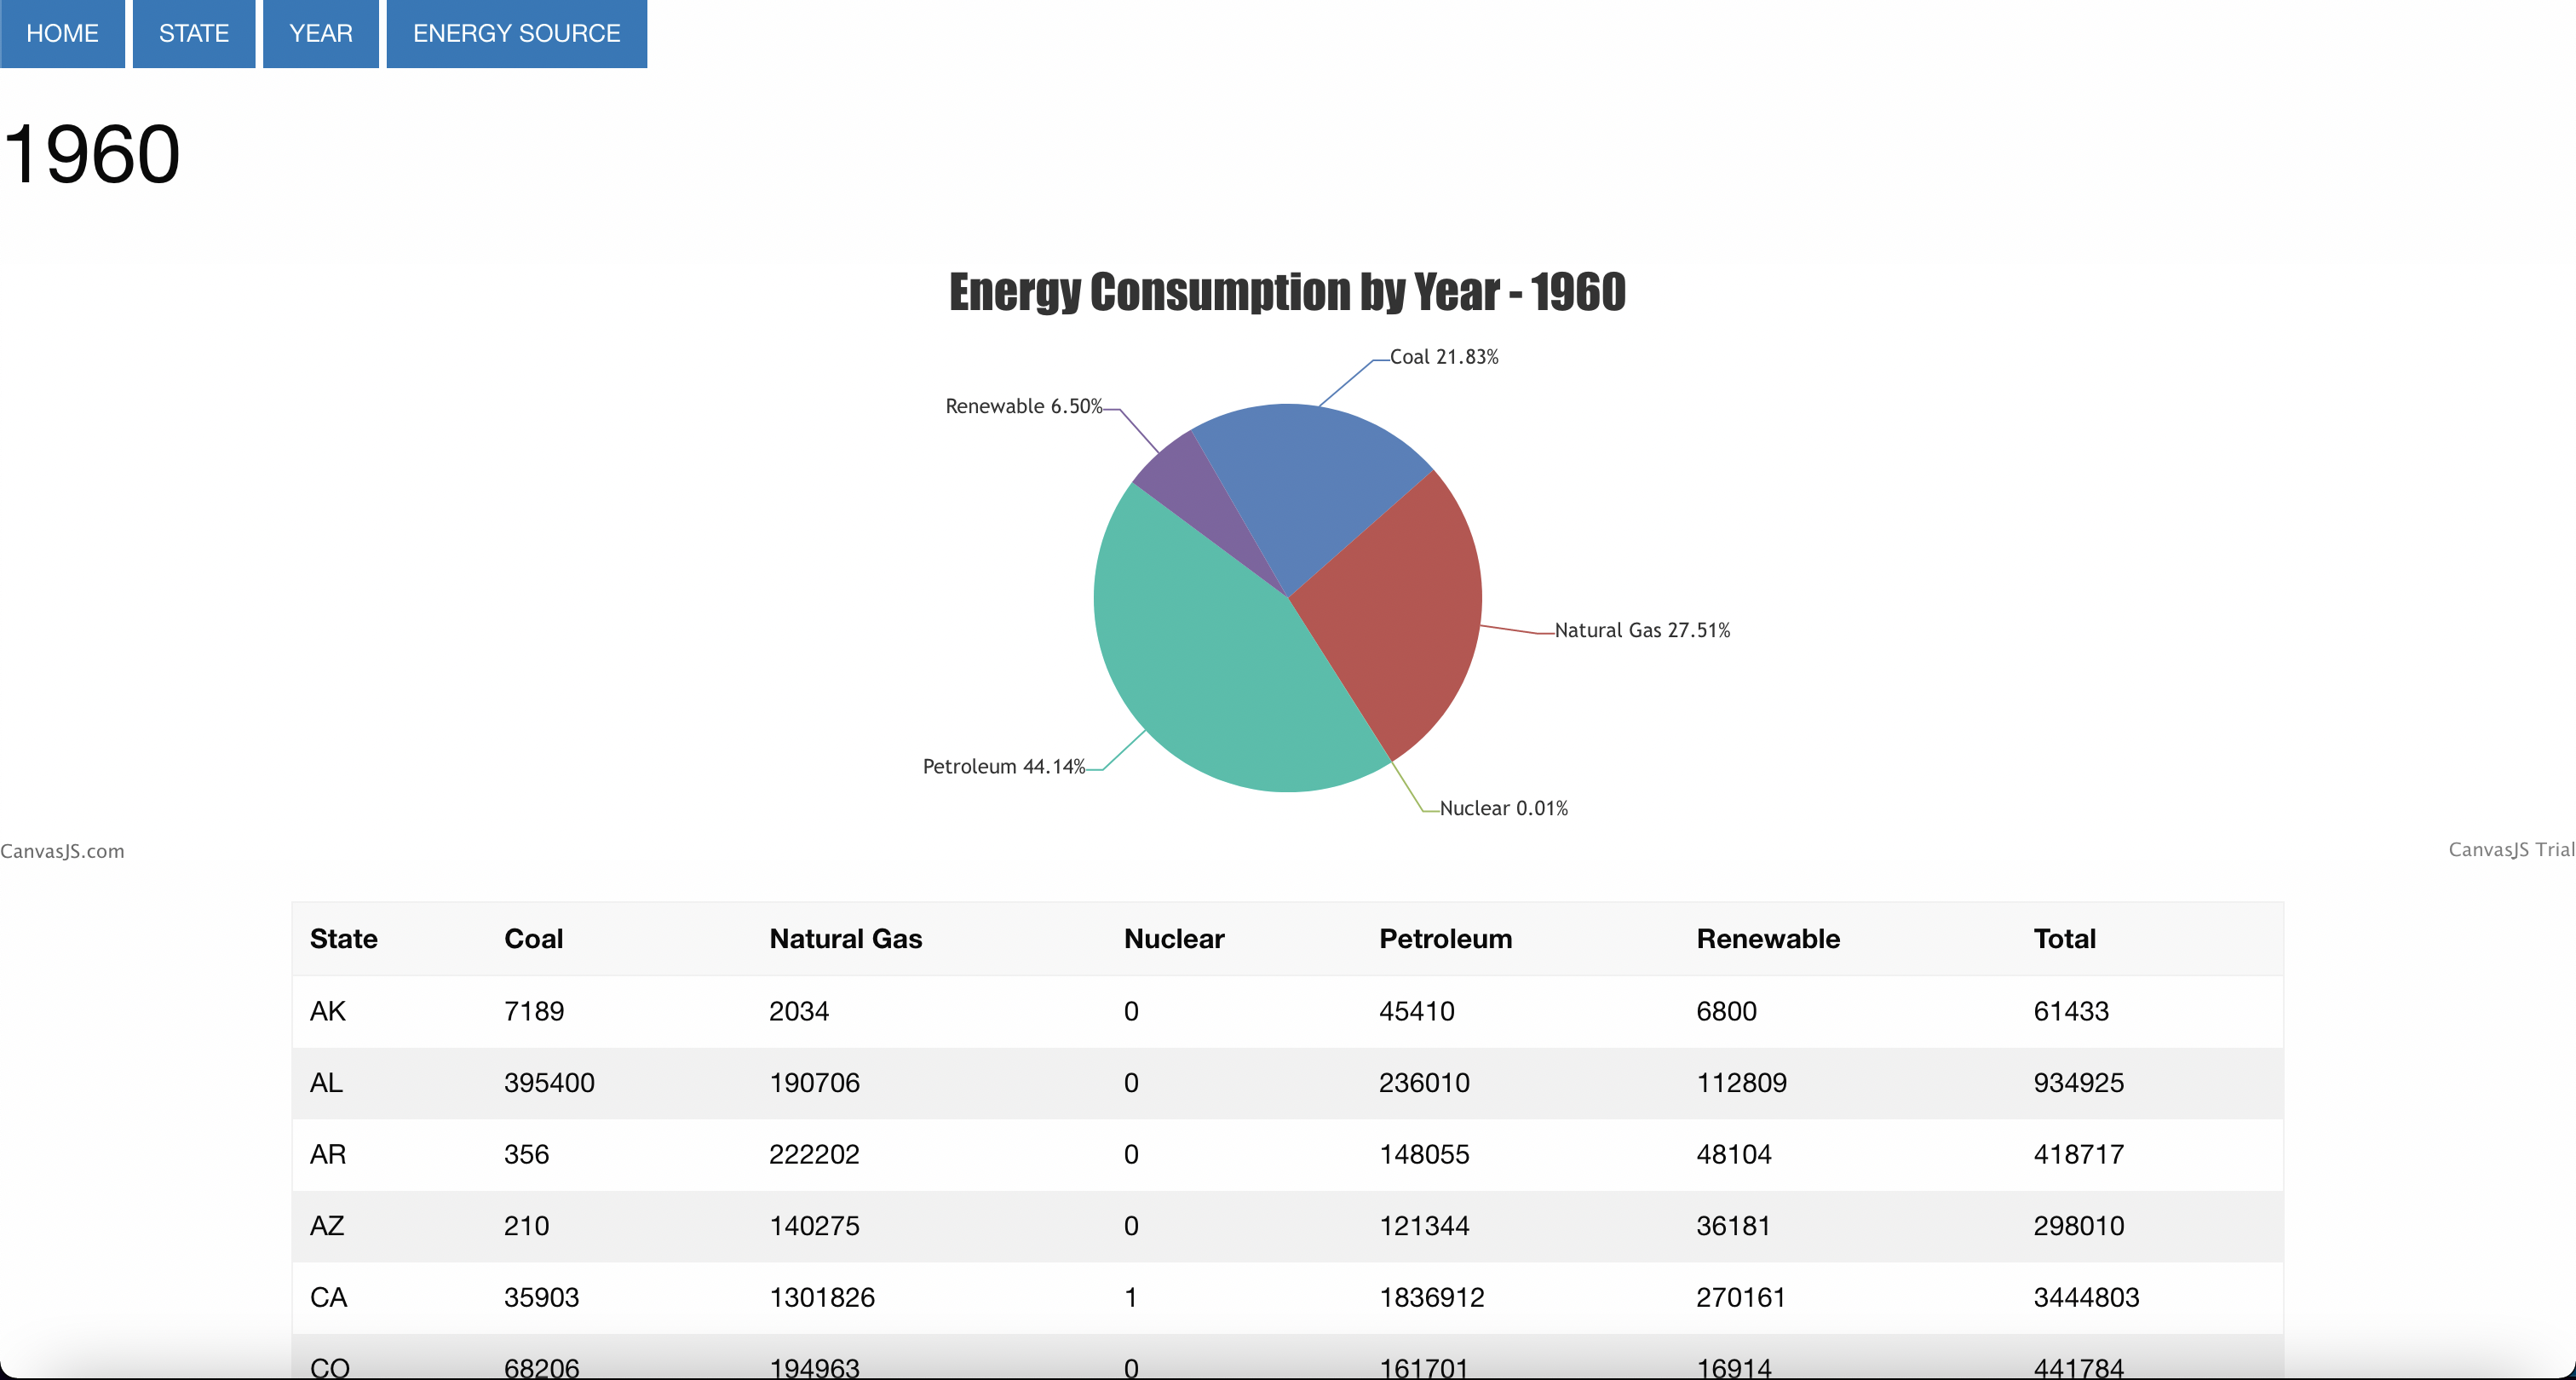 HOME STATE YEAR ENERGY SOURCE
1960
Energy Consumption by Year - 1960
Coal 21.83%
Renewable 6.50%
Natural Gas 27.51%
Petroleum 44.14%
Nuclear 0.01%
CanvasJS.com CanvasJS Trial
State Coal Natural Gas Nuclear Petroleum Renewable Total
AK 7189 2034 0 45410 6800 61433
AL 395400 190706 0 236010 112809 934925
AR 356 222202 0 148055 48104 418717
AZ 210 140275 0 121344 36181 298010
CA 35903 1301826 1 1836912 270161 3444803
CO 68206 194963 0 161701 16914 441784